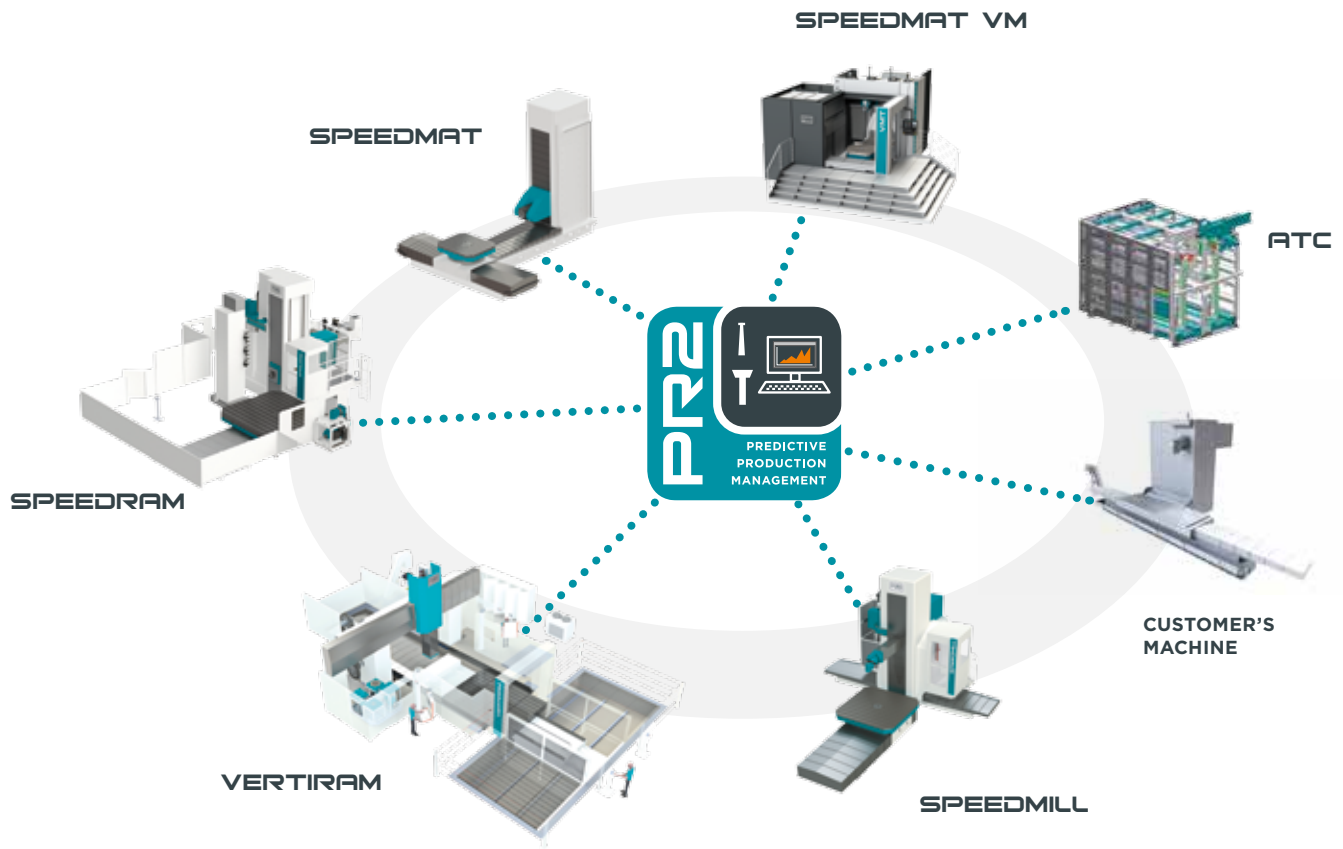 SPEEDMAT VM
SPEEDMAT
ATC
PR2
PREDICTIVE
PRODUCTION
MANAGEMENT
SPEEDRAM
CUSTOMER'S
MACHINE
VERTIRAM
SPEEDMILL